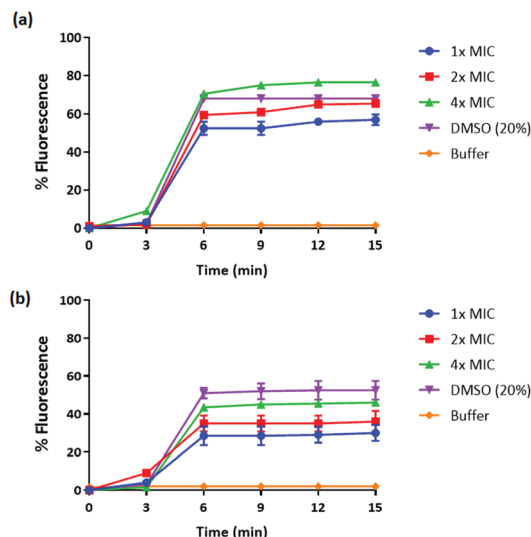 (a)
100
80
60
40
20
0
% Fluorescence
0 3 6 9 12 15
Time (min)
1x MIC
2x MIC
4x MIC
DMSO (20%)
Buffer
(b)
100
80
60
40
20
0
% Fluorescence
0 3 6 9 12 15
Time (min)
1x MIC
2x MIC
4x MIC
DMSO (20%)
Buffer